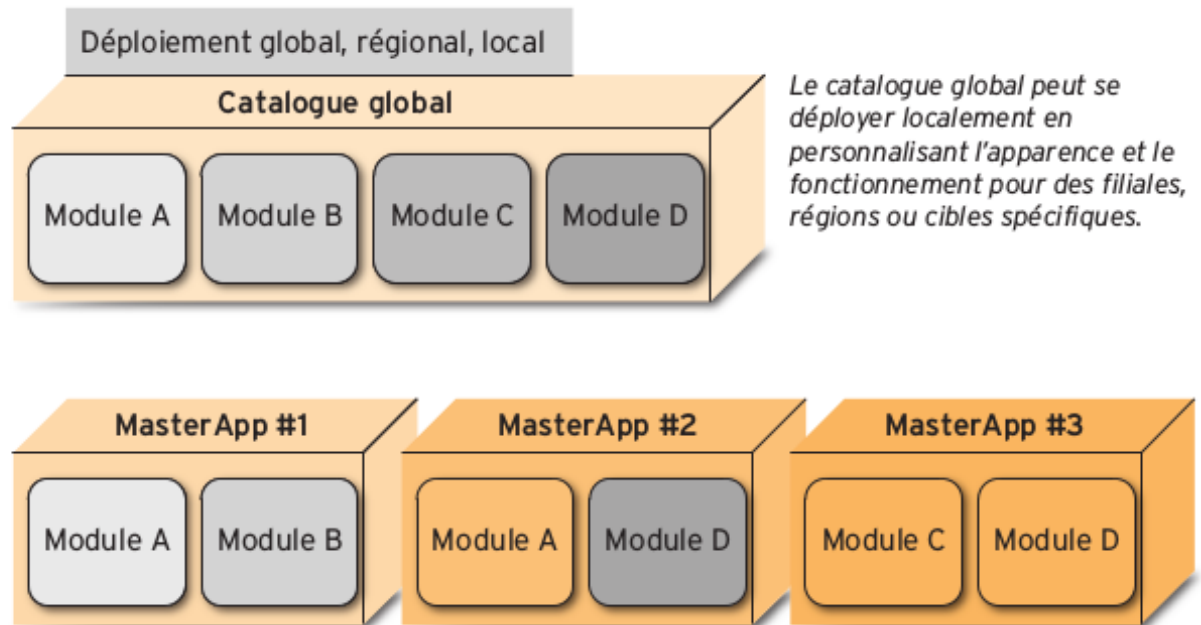 Déploiement global, régional, local
Catalogue global
Module A
Module B
Module C
Module D
Le catalogue global peut se
déployer localement en
personnalisant l'apparence et le
fonctionnement pour des filiales,
régions ou cibles spécifiques.
MasterApp #1
Module A
Module B
MasterApp #2
Module A
Module D
MasterApp #3
Module C
Module D